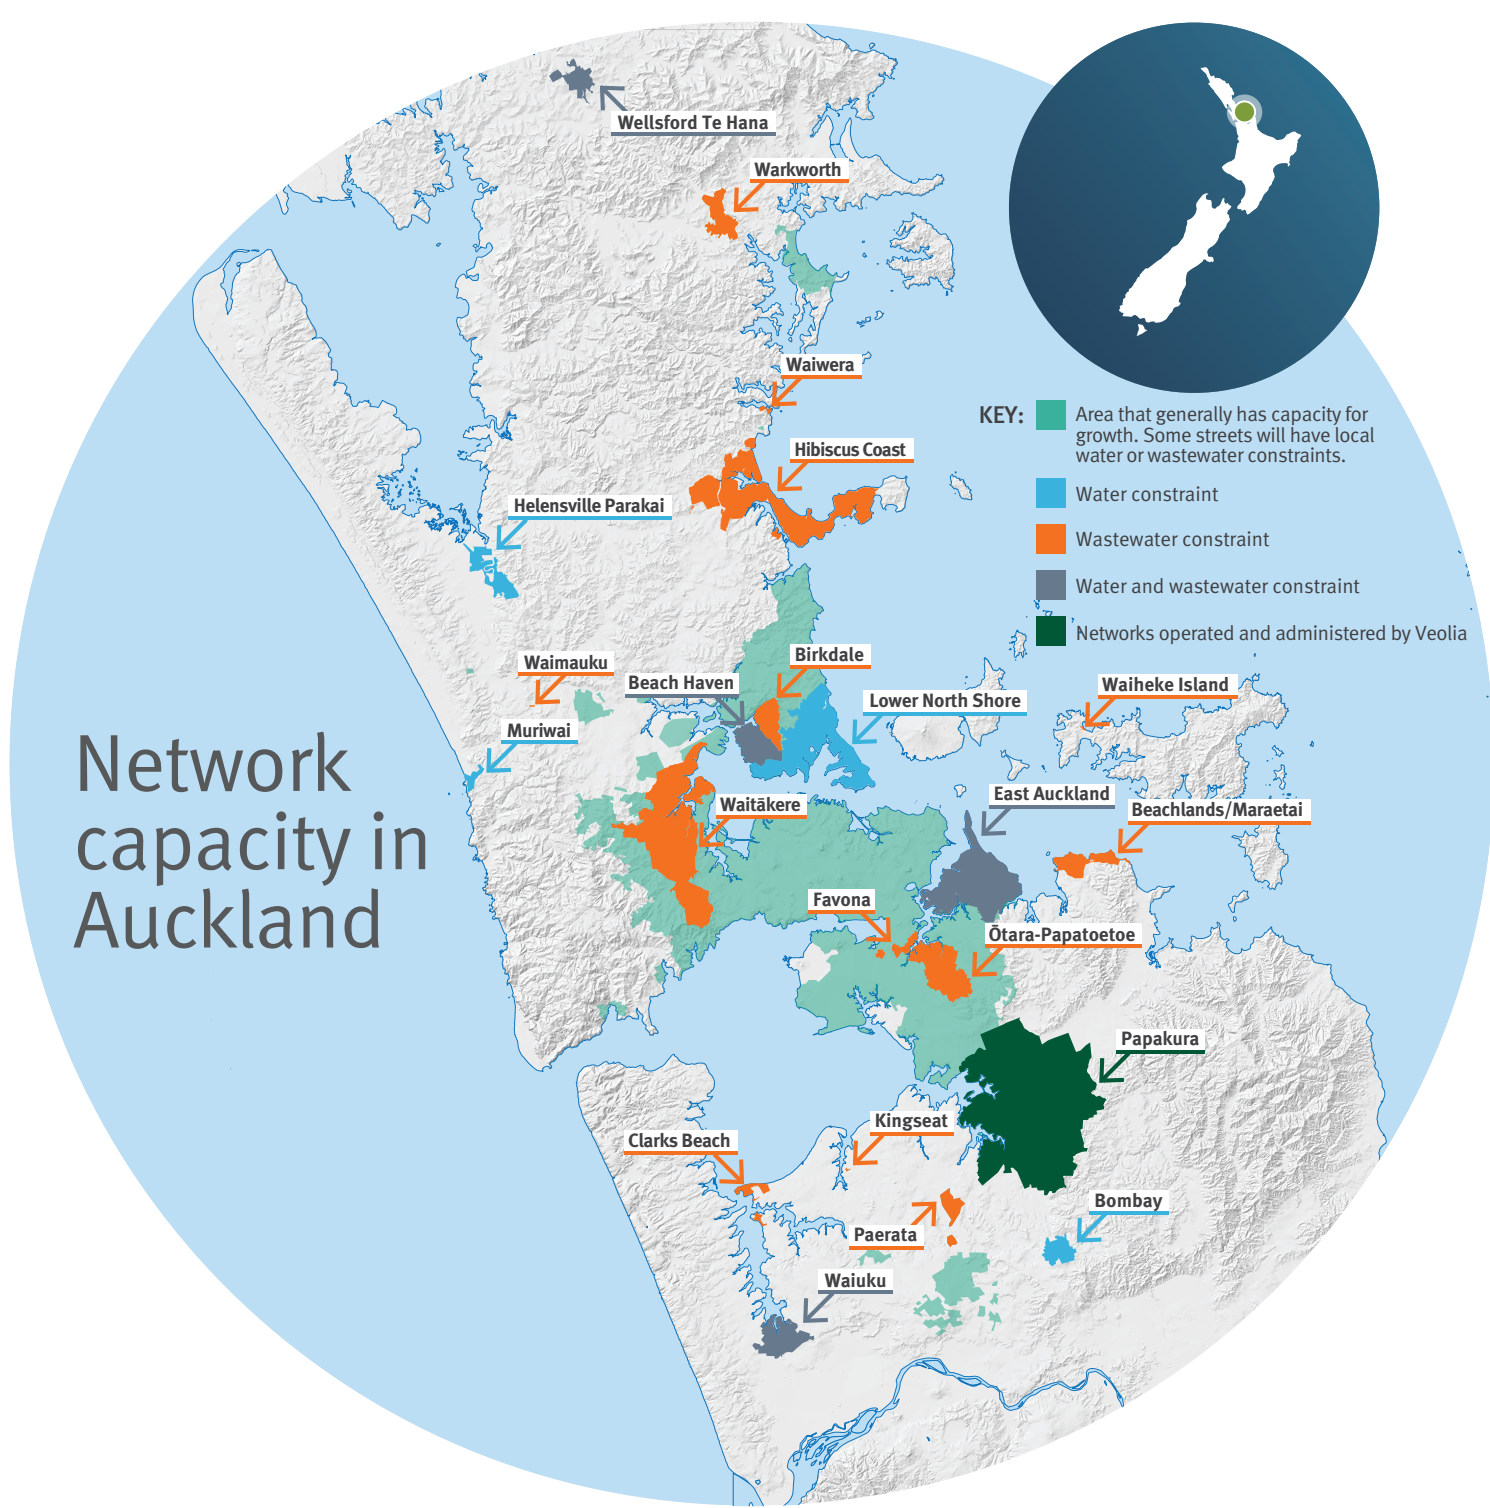 Wellsford Te Hana
Warkworth
Waiwera
Hibiscus Coast
Helensville Parakai
KEY:
Area that generally has capacity for
growth. Some streets will have local
water or wastewater constraints.
Water constraint
Wastewater constraint
Water and wastewater constraint
Networks operated and administered by Veolia
Waimauku
Birkdale
Beach Haven
Lower North Shore
Waiheke Island
Muriwai
Network
capacity in
Auckland
Waitākere
East Auckland
Beachlands/Maraetai
Favona
Ōtara-Papatoetoe
Papakura
Kingseat
Clarks Beach
Bombay
Paerata
Waiuku